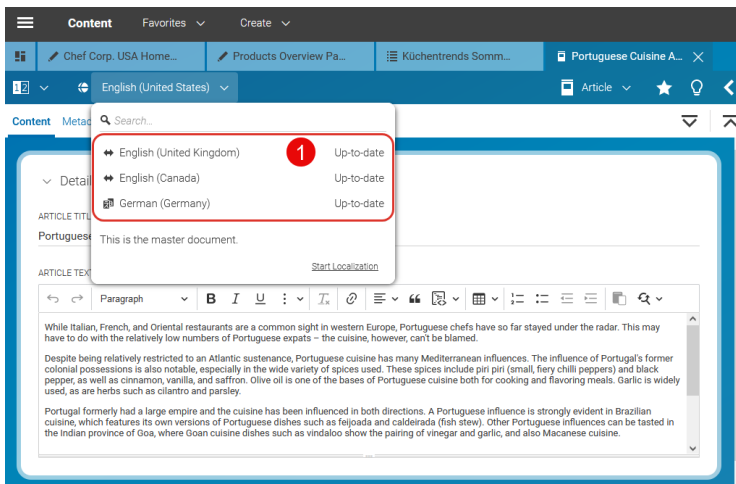 Content Favorites Create
Chef Corp. USA Home... Products Overview Pa... Küchentrends Somm... Portuguese Cuisine A...
12 English (United States) Article
Content Metad
Search...
English (United Kingdom) 1 Up-to-date
English (Canada) Up-to-date
German (Germany) Up-to-date
Detail
ARTICLE TITL
Portuguese
This is the master document.
Start Localization
ARTICLE TEX
Paragraph B I U
While Italian, French, and Oriental restaurants are a common sight in western Europe, Portuguese chefs have so far stayed under the radar. This may
have to do with the relatively low numbers of Portuguese expats – the cuisine, however, can't be blamed.
Despite being relatively restricted to an Atlantic sustenance, Portuguese cuisine has many Mediterranean influences. The influence of Portugal's former
colonial possessions is also notable, especially in the wide variety of spices used. These spices include piri piri (small, fiery chilli peppers) and black
pepper, as well as cinnamon, vanilla, and saffron. Olive oil is one of the bases of Portuguese cuisine both for cooking and flavoring meals. Garlic is widely
used, as are herbs such as cilantro and parsley.
Portugal formerly had a large empire and the cuisine has been influenced in both directions. A Portuguese influence is strongly evident in Brazilian
cuisine, which features its own versions of Portuguese dishes such as feijoada and caldeirada (fish stew). Other Portuguese influences can be tasted in
the Indian province of Goa, where Goan cuisine dishes such as vindaloo show the pairing of vinegar and garlic, and also Macanese cuisine.